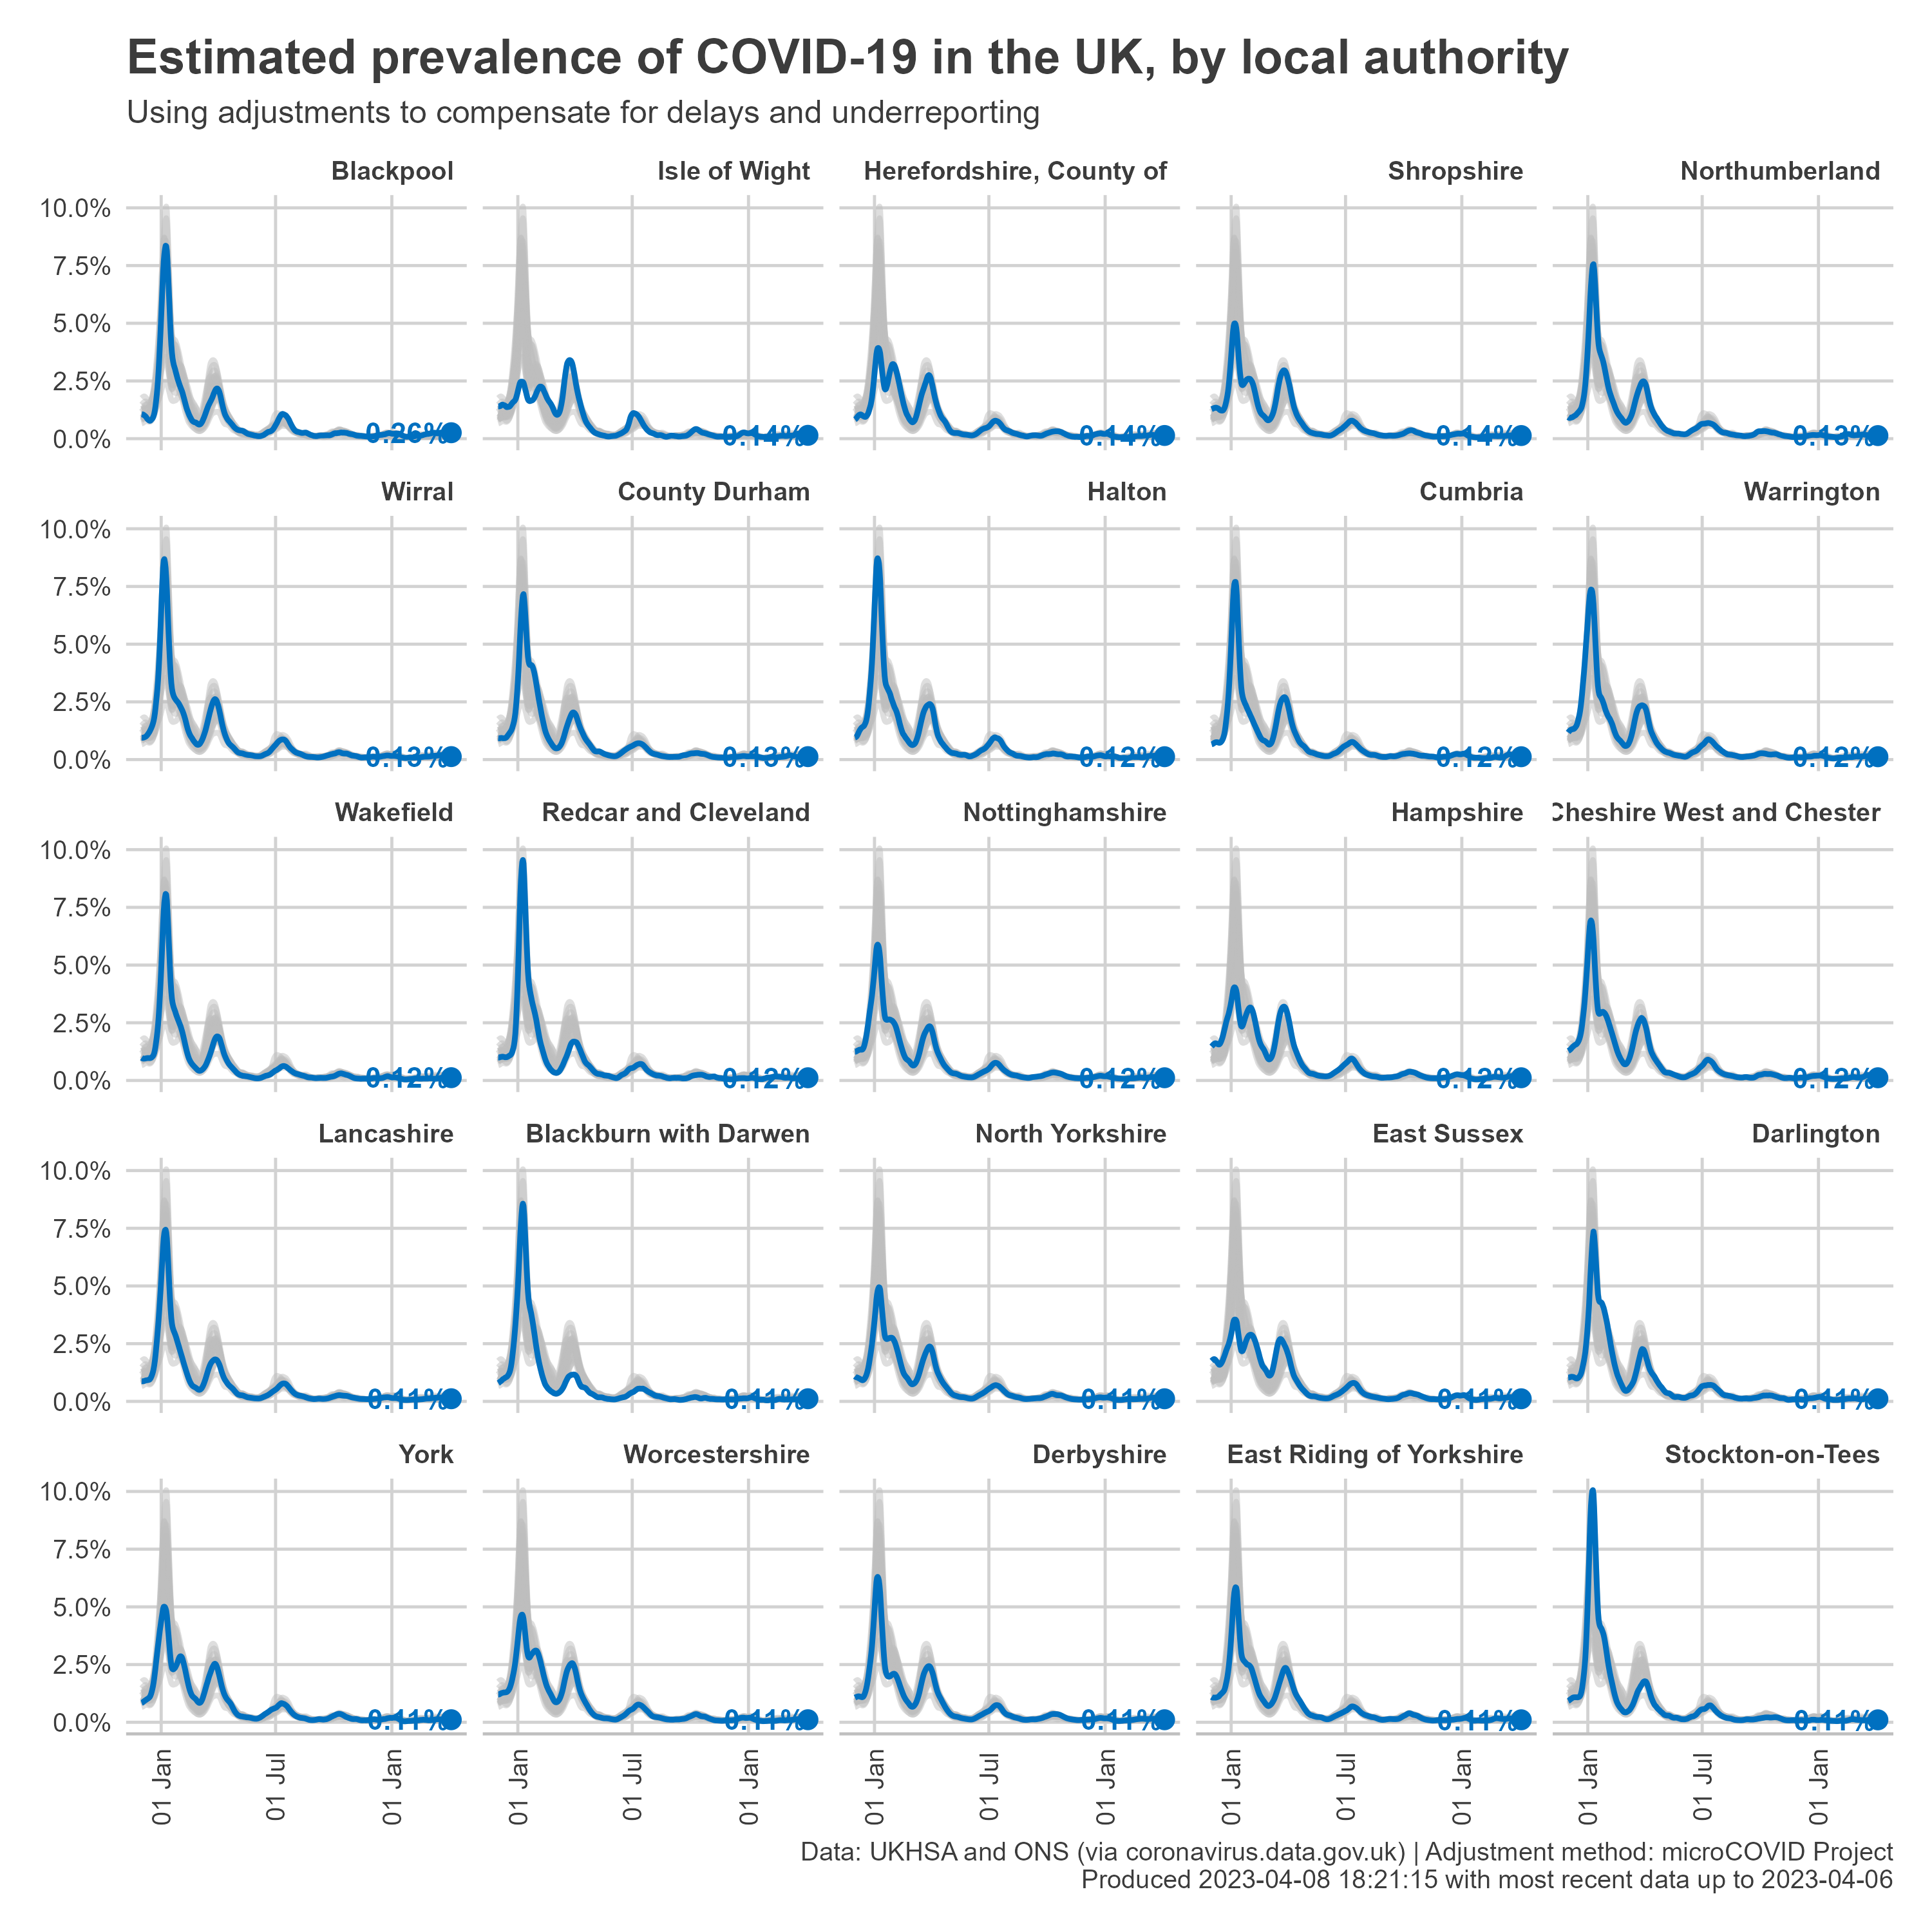 Estimated prevalence of COVID-19 in the UK, by local authority
Using adjustments to compensate for delays and underreporting
Blackpool Isle of Wight Herefordshire, County of Shropshire Northumberland
10.0%
7.5%
5.0%
2.5%
0.0%
0.26% 0.14% 0.14% 0.14% 0.13%
Wirral County Durham Halton Cumbria Warrington
10.0%
7.5%
5.0%
2.5%
0.0%
0.13% 0.13% 0.12% 0.12% 0.12%
Wakefield Redcar and Cleveland Nottinghamshire Hampshire Cheshire West and Chester
10.0%
7.5%
5.0%
2.5%
0.0%
0.12% 0.12% 0.12% 0.12% 0.12%
Lancashire Blackburn with Darwen North Yorkshire East Sussex Darlington
10.0%
7.5%
5.0%
2.5%
0.0%
0.11% 0.11% 0.11% 0.11% 0.11%
York Worcestershire Derbyshire East Riding of Yorkshire Stockton-on-Tees
10.0%
7.5%
5.0%
2.5%
0.0%
0.11% 0.11% 0.11% 0.11% 0.11%
01 Jan 01 Jul 01 Jan 01 Jan 01 Jul 01 Jan 01 Jan 01 Jul 01 Jan 01 Jan 01 Jul 01 Jan 01 Jan 01 Jul 01 Jan
Data: UKHSA and ONS (via coronavirus.data.gov.uk) | Adjustment method: microCOVID Project
Produced 2023-04-08 18:21:15 with most recent data up to 2023-04-06